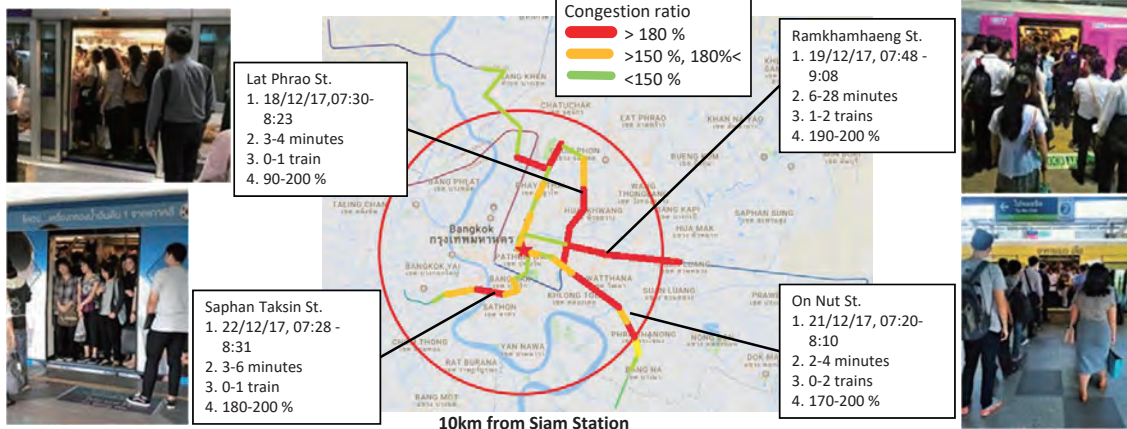 Congestion ratio
> 180 %
>150 %, 180%<
<150 %
Lat Phrao St.
1. 18/12/17,07:30-
8:23
2. 3-4 minutes
3. 0-1 train
4. 90-200 %
Ramkhamhaeng St.
1. 19/12/17, 07:48 -
9:08
2. 6-28 minutes
3. 1-2 trains
4. 190-200 %
Saphan Taksin St.
1. 22/12/17, 07:28 -
8:31
2. 3-6 minutes
3. 0-1 train
4. 180-200 %
On Nut St.
1. 21/12/17, 07:20-
8:10
2. 2-4 minutes
3. 0-2 trains
4. 170-200 %
CHATUCHAK
LAT PHRAO
BUENG KUM
BANG PHLAT
WANG
THONGLANG
TALING CHAN
SAPHAN SUNG
HUA MAK
Bangkok
กรุงเทพมหานคร
BANGKOK YAI
WATTHANA
SUAN LUANG
SATHON
YAN NAWA
RAT BURANA
BANG NA
10km from Siam Station